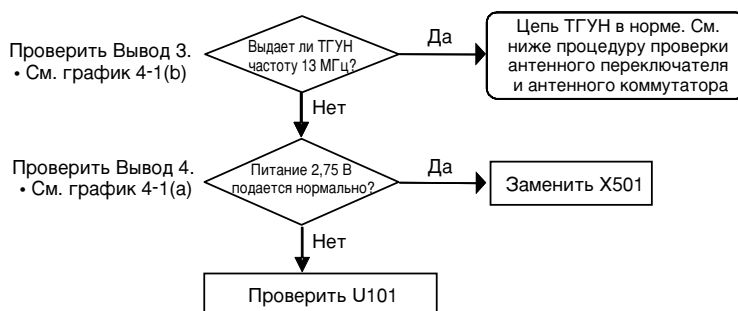 Проверить Вывод 3.
• См. график 4-1(b)
Выдает ли ТГУН
частоту 13 МГц?
Да
Цепь ТГУН в норме. См.
ниже процедуру проверки
антенного переключателя
и антенного коммутатора
Нет
Проверить Вывод 4.
• См. график 4-1(a)
Питание 2,75 В
подается нормально?
Да
Заменить X501
Нет
Проверить U101